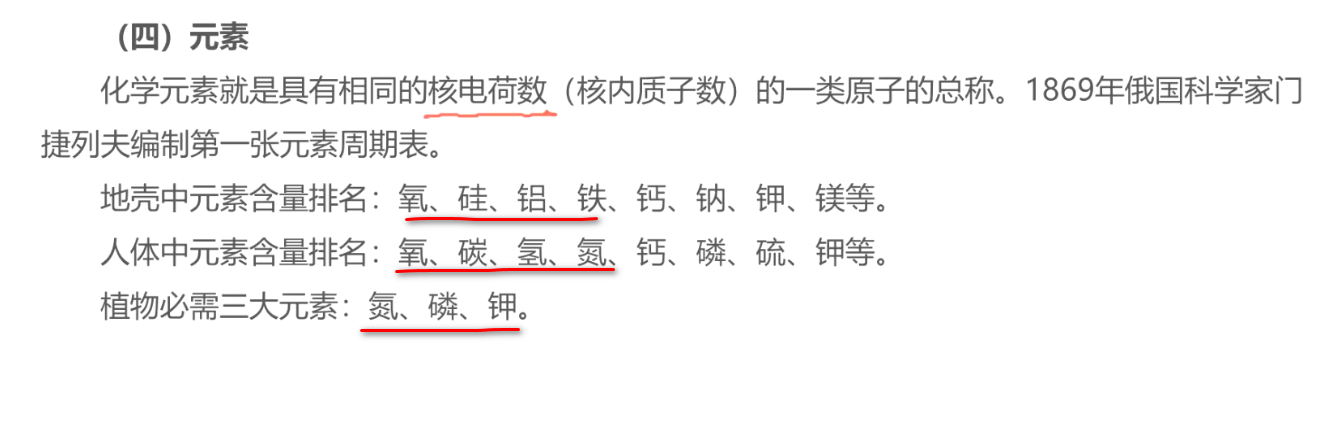 （四）元素
化学元素就是具有相同的核电荷数（核内质子数）的一类原子的总称。1869年俄国科学家门
捷列夫编制第一张元素周期表。
地壳中元素含量排名：氧、硅、铝、铁、钙、钠、钾、镁等。
人体中元素含量排名：氧、碳、氢、氮、钙、磷、硫、钾等。
植物必需三大元素：氮、磷、钾。